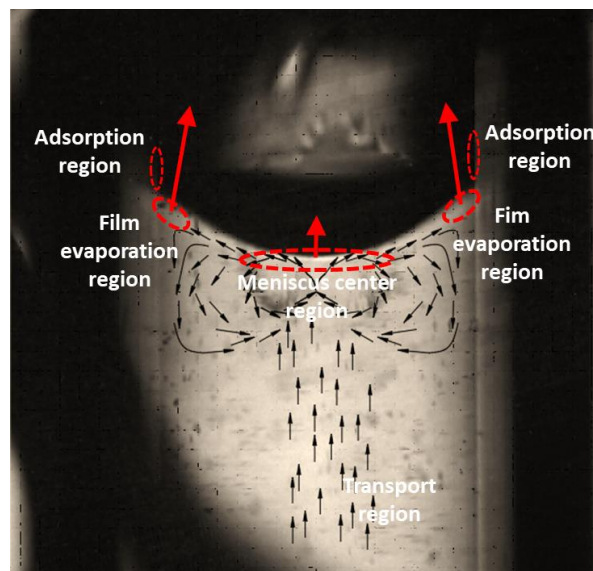 Adsorption
region
Adsorption
region
Film
evaporation
region
Fim
evaporation
region
Meniscus center
region
Transport
region